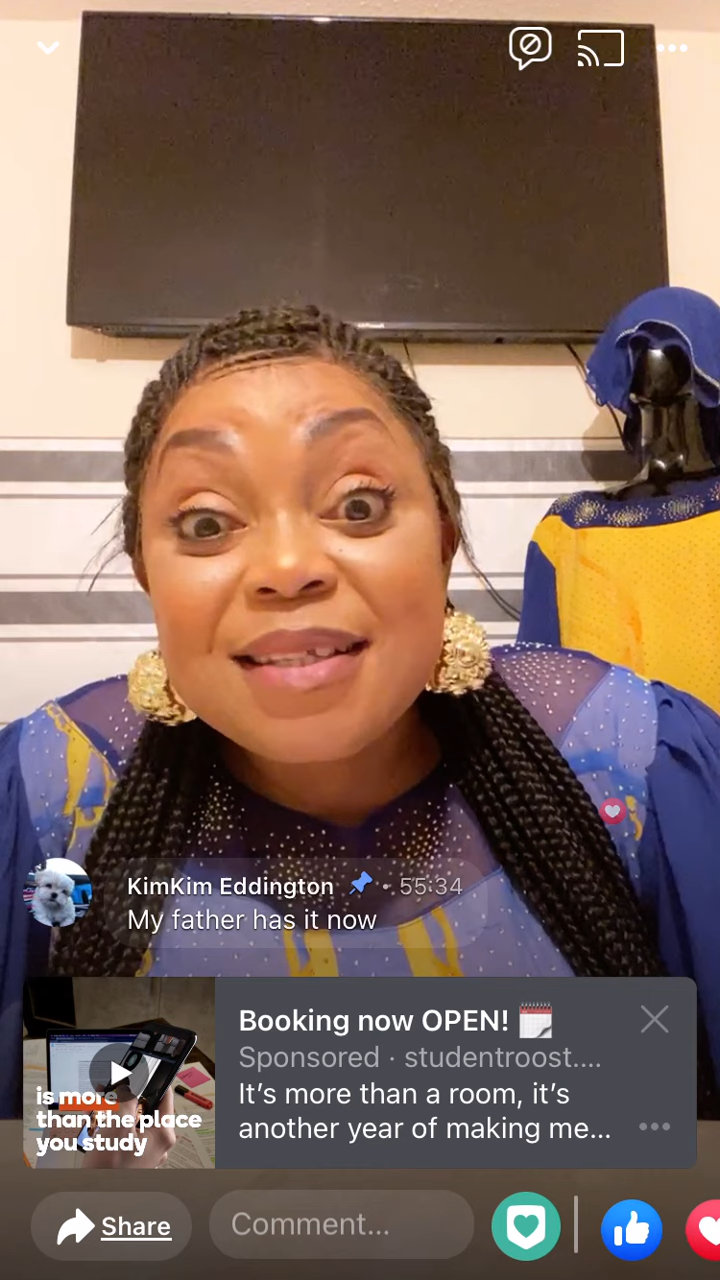 KimKim Eddington • 55:34
My father has it now
Booking now OPEN!
Sponsored · studentroost....
It’s more than a room, it’s
another year of making me...
is more
than the place
you study
Share
Comment...